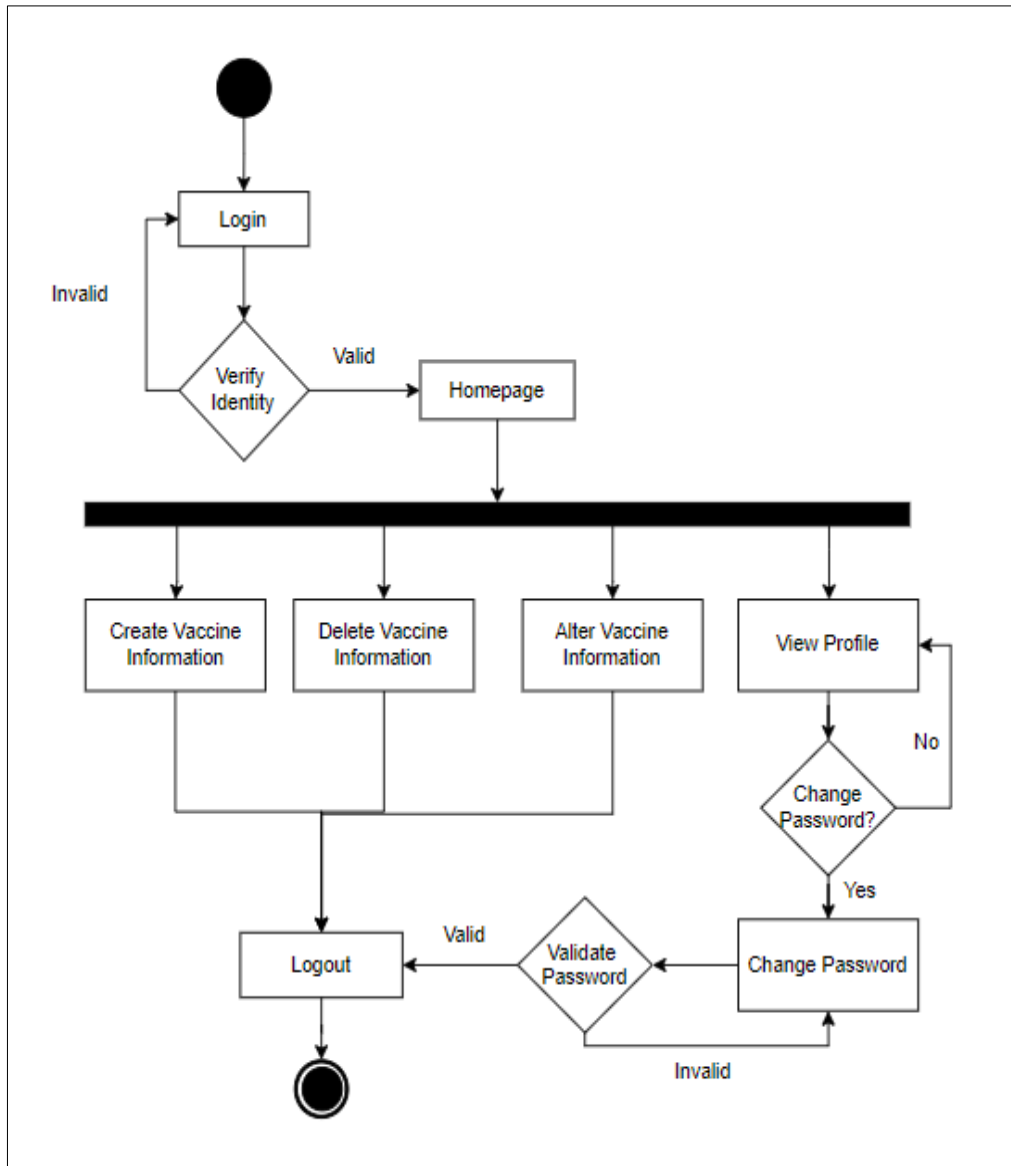 Login
Invalid
Valid
Verify
Identity
Homepage
Create Vaccine
Information
Delete Vaccine
Information
Alter Vaccine
Information
View Profile
No
Change
Password?
Yes
Valid
Validate
Password
Change Password
Logout
Invalid